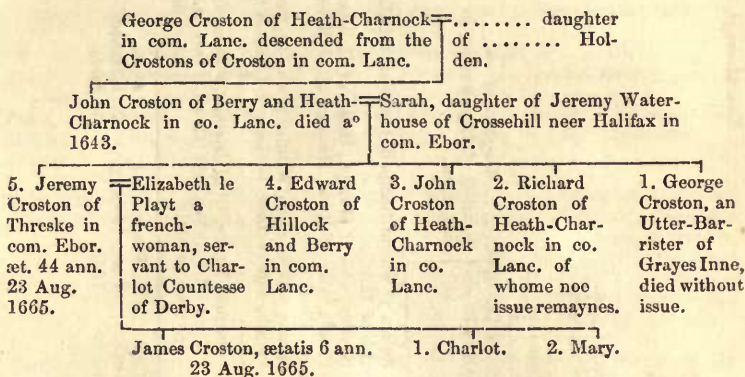 George Croston of Heath-Charnock = ........ daughter
in com. Lanc. descended from the of ........ Hol-
Crostons of Croston in com. Lanc. den.
John Croston of Berry and Heath-
Charnock in co. Lanc. died aº
1643.
= Sarah, daughter of Jeremy Water-
house of Crossehill neer Halifax in
com. Ebor.
5. Jeremy
Croston of
Threske in
com. Ebor.
æt. 44 ann.
23 Aug.
1665.
= Elizabeth le
Playt a
french-
woman, ser-
vant to Char-
lot Countesse
of Derby.
4. Edward
Croston of
Hillock
and Berry
in com.
Lanc.
3. John
Croston
of Heath-
Charnock
in co.
Lanc.
2. Richard
Croston of
Heath-Char-
nock in co.
Lanc. of
whome noo
issue remaynes.
1. George
Croston, an
Utter-Bar-
rister of
Grayes Inne,
died without
issue.
James Croston, ætatis 6 ann.
23 Aug. 1665.
1. Charlot.
2. Mary.